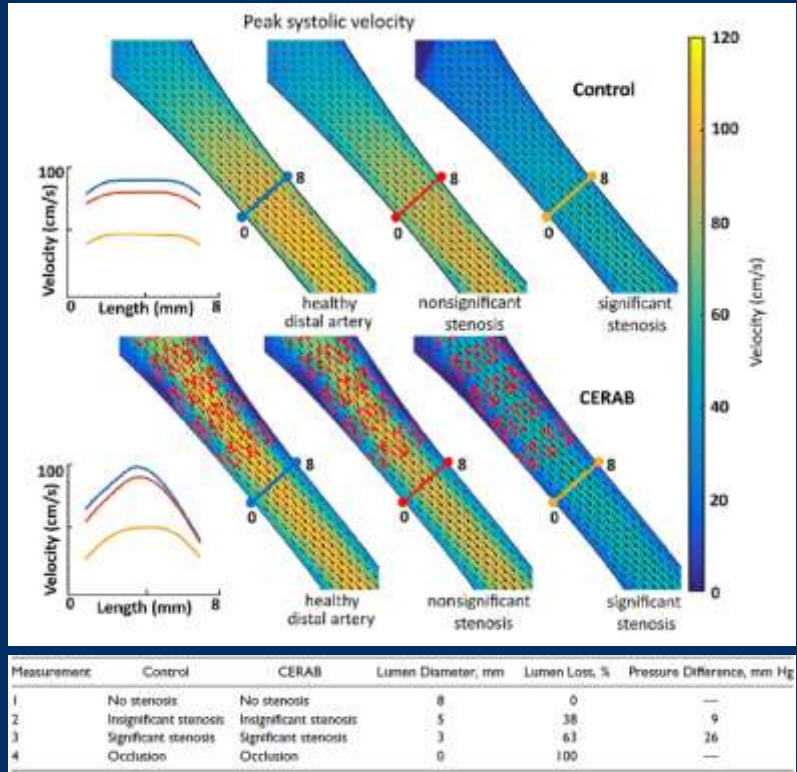 Peak systolic velocity
Control
100
Velocity (cm/s)
0
Length (mm)
8
0
8
0
8
0
8
healthy
distal artery
nonsignificant
stenosis
significant
stenosis
CERAB
100
Velocity (cm/s)
0
Length (mm)
8
0
8
0
8
0
8
healthy
distal artery
nonsignificant
stenosis
significant
stenosis
120
100
80
60
40
20
0
Velocity (cm/s)
Measurement Control CERAB Lumen Diameter, mm Lumen Loss, % Pressure Difference, mm Hg
1 No stenosis No stenosis 8 0 —
2 Insignificant stenosis Insignificant stenosis 5 38 9
3 Significant stenosis Significant stenosis 3 63 26
4 Occlusion Occlusion 0 100 —